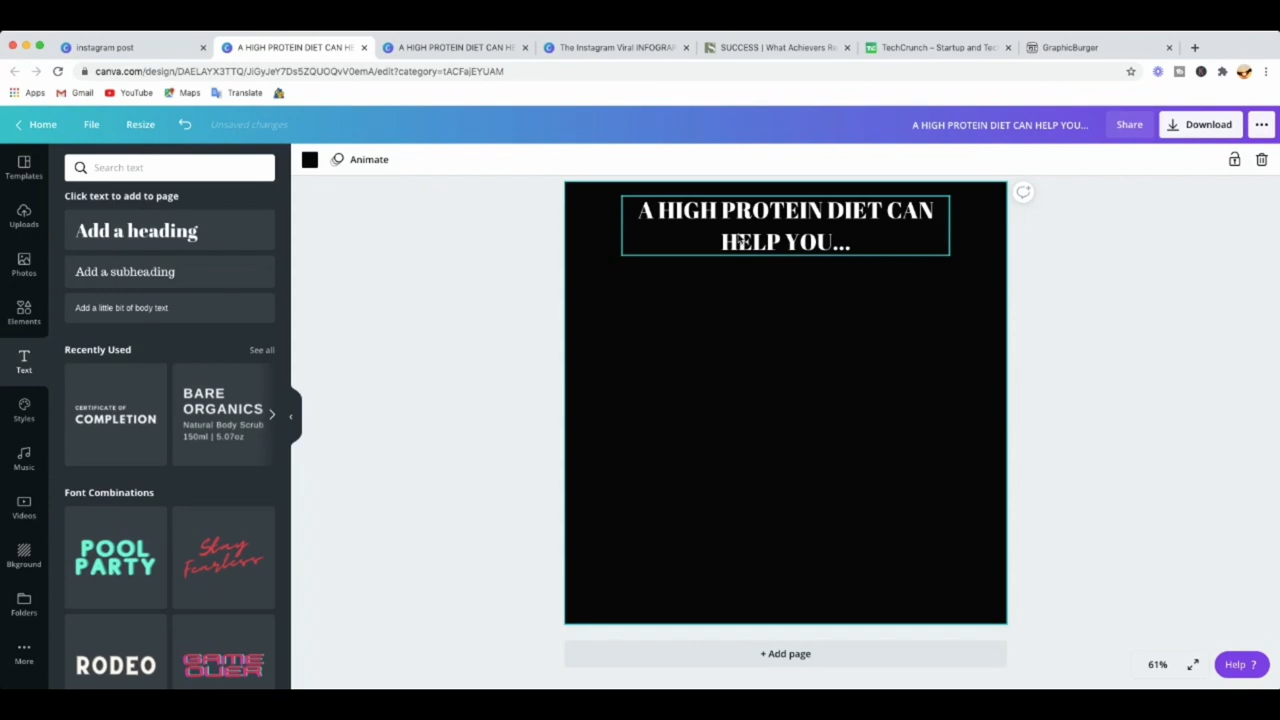 instagram post
A HIGH PROTEIN DIET CAN HE
A HIGH PROTEIN DIET CAN HE
The Instagram Viral INFOGRAF
SUCCESS | What Achievers Re
TechCrunch – Startup and Tec
GraphicBurger
canva.com/design/DAELAYX3TTQ/JiGyJeY7Ds5ZQUOQvV0emA/edit?category=tACFajEYUAM
Apps
Gmail
YouTube
Maps
Translate
Home
File
Resize
Unsaved changes
A HIGH PROTEIN DIET CAN HELP YOU...
Share
Download
Templates
Uploads
Photos
Elements
Text
Styles
Music
Videos
Bkground
Folders
More
Search text
Click text to add to page
Add a heading
Add a subheading
Add a little bit of body text
Recently Used
See all
CERTIFICATE OF
COMPLETION
BARE
ORGANICS
Natural Body Scrub
150ml | 5.07oz
Font Combinations
POOL
PARTY
Slay
Fearless
RODEO
GAME
OVER
Animate
A HIGH PROTEIN DIET CAN
HELP YOU...
+ Add page
61%
Help ?